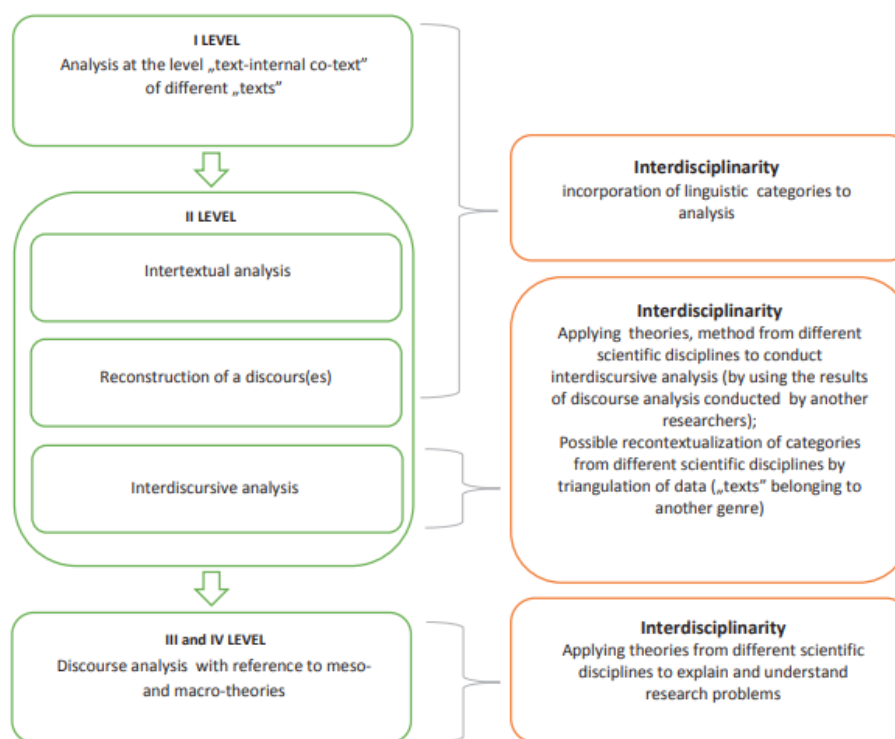 I LEVEL
Analysis at the level „text-internal co-text”
of different „texts”
II LEVEL
Intertextual analysis
Reconstruction of a discours(es)
Interdiscursive analysis
III and IV LEVEL
Discourse analysis with reference to meso-
and macro-theories
Interdisciplinarity
incorporation of linguistic categories to
analysis
Interdisciplinarity
Applying theories, method from different
scientific disciplines to conduct
interdiscursive analysis (by using the results
of discourse analysis conducted by another
researchers);
Possible recontextualization of categories
from different scientific disciplines by
triangulation of data („texts” belonging to
another genre)
Interdisciplinarity
Applying theories from different scientific
disciplines to explain and understand
research problems